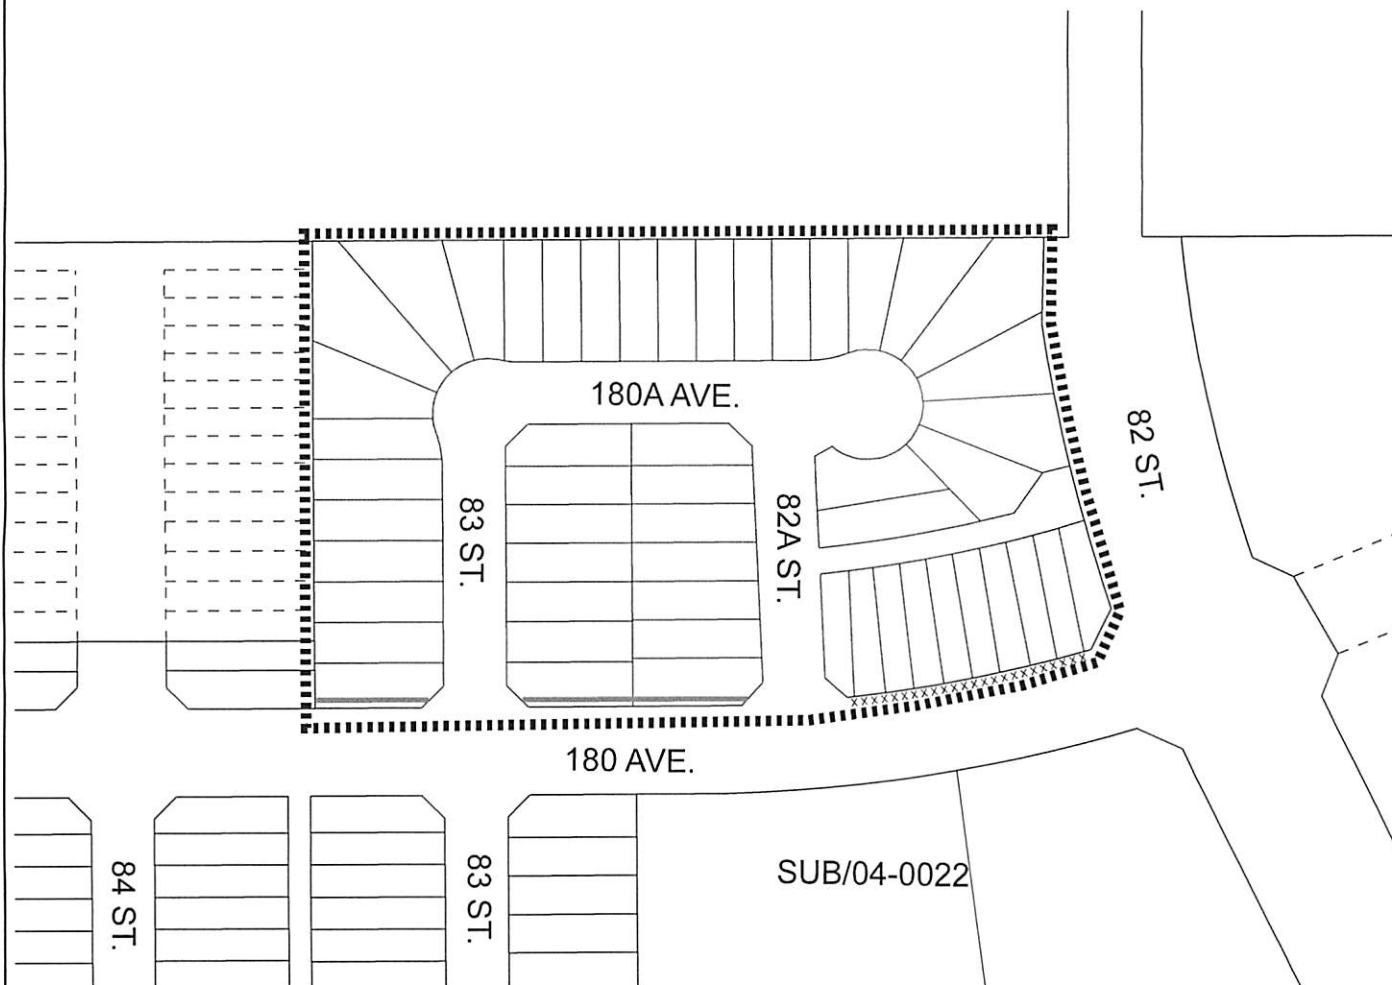 180A AVE.
82 ST.
83 ST.
82A ST.
180 AVE.
84 ST.
83 ST.
SUB/04-0022